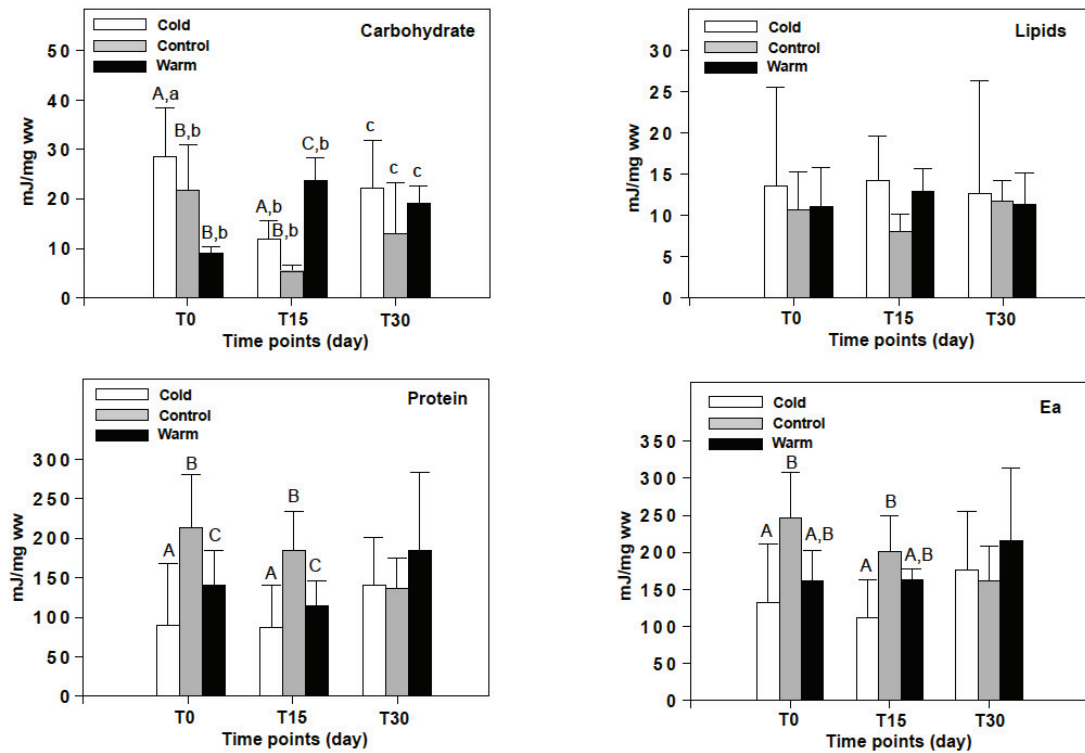 Carbohydrate
Cold
Control
Warm
mJ/mg ww
50
40
30
20
10
0
A,a
B,b
B,b
A,b
B,b
C,b
c
c
c
T0 T15 T30
Time points (day)
Lipids
Cold
Control
Warm
mJ/mg ww
30
25
20
15
10
5
0
T0 T15 T30
Time points (day)
Protein
Cold
Control
Warm
mJ/mg ww
300
250
200
150
100
50
0
A
B
C
A
B
C
T0 T15 T30
Time points (day)
Ea
Cold
Control
Warm
mJ/mg ww
350
300
250
200
150
100
50
0
A
B
A,B
A
B
A,B
T0 T15 T30
Time points (day)